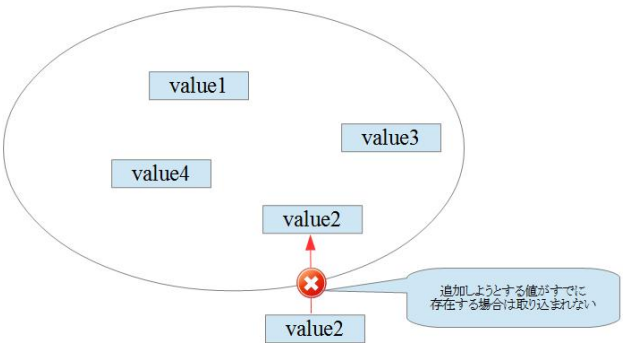 value1
value3
value4
value2
追加しようとする値がすでに
存在する場合は取り込まれない
value2